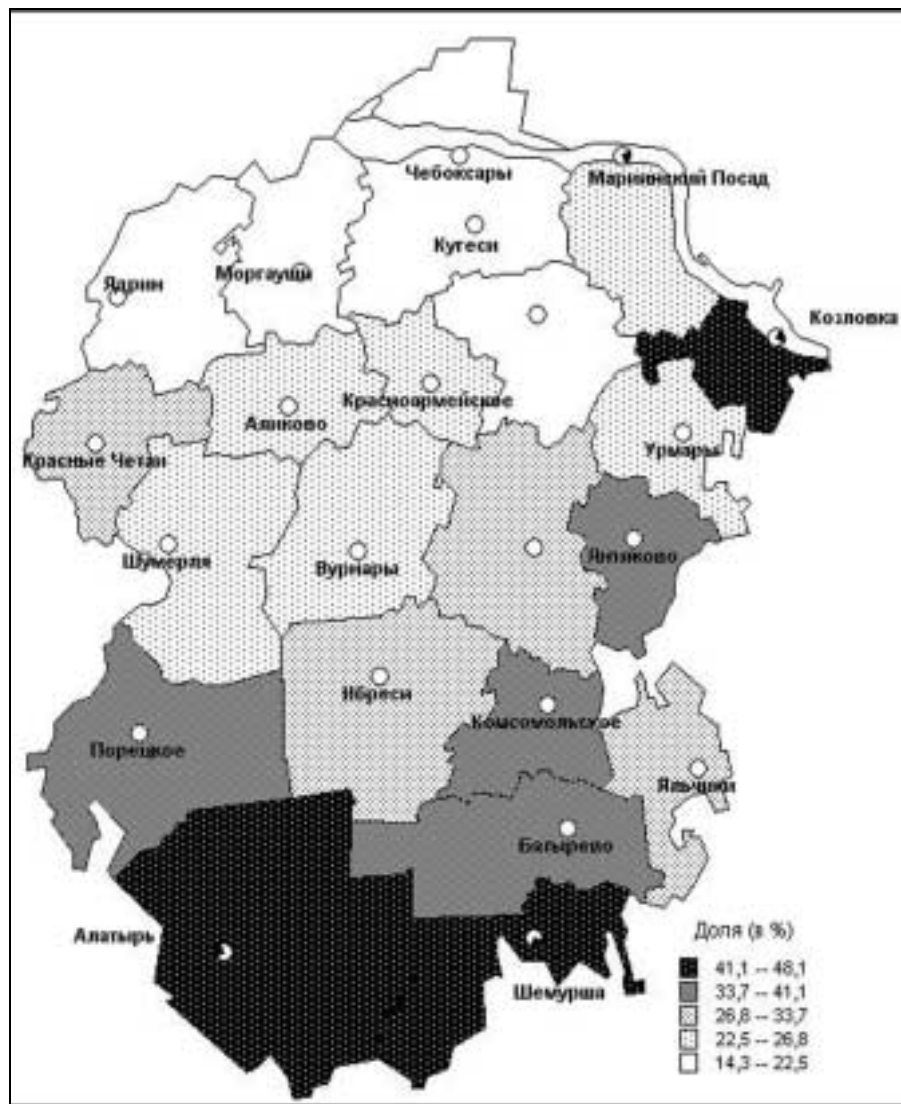 Чебоксары
Мариинский Посад
Кугеси
Ядрин
Моргауши
Козловка
Аликово
Красноармейское
Урмары
Красные Четаи
Шумерля
Вурнары
Янтиково
Ибреси
Комсомольское
Порецкое
Яльчики
Батырево
Алатырь
Шемурша
Доля (в %)
41,1 -- 48,1
33,7 -- 41,1
26,8 -- 33,7
22,5 -- 26,8
14,3 -- 22,5